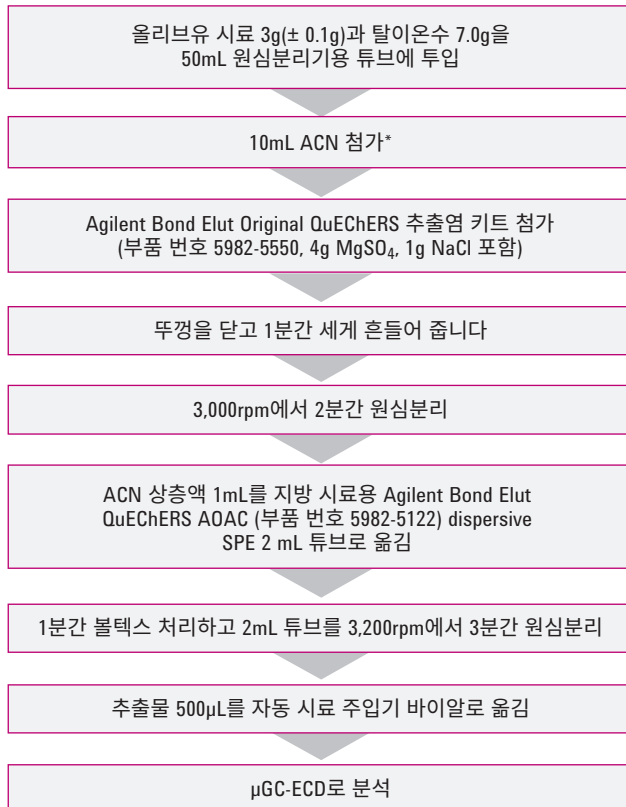 올리브유 시료 3g(± 0.1g)과 탈이온수 7.0g을
50mL 원심분리기용 튜브에 투입
10mL ACN 첨가*
Agilent Bond Elut Original QuEChERS 추출염 키트 첨가
(부품 번호 5982-5550, 4g MgSO₄, 1g NaCl 포함)
뚜껑을 닫고 1분간 세게 흔들어 줍니다
3,000rpm에서 2분간 원심분리
ACN 상층액 1mL를 지방 시료용 Agilent Bond Elut
QuEChERS AOAC (부품 번호 5982-5122) dispersive
SPE 2 mL 튜브로 옮김
1분간 볼텍스 처리하고 2mL 튜브를 3,200rpm에서 3분간 원심분리
추출물 500µL를 자동 시료 주입기 바이알로 옮김
µGC-ECD로 분석